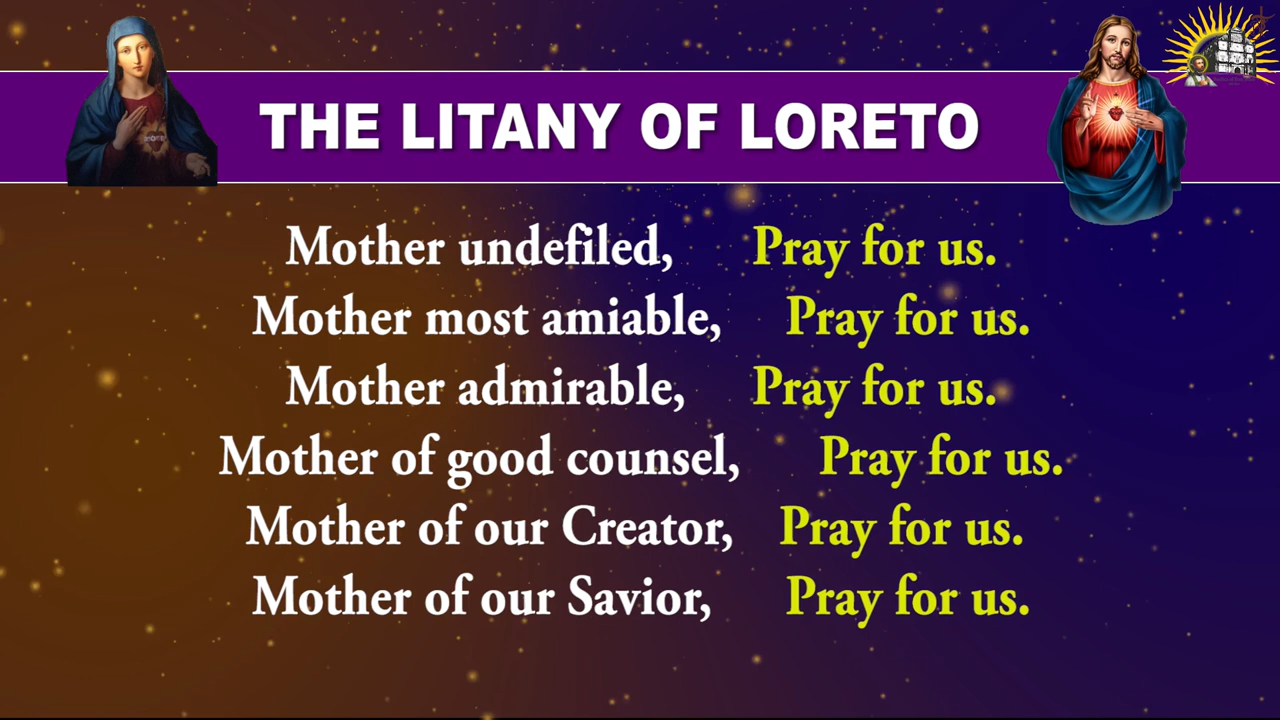 THE LITANY OF LORETO
Mother undefiled, Pray for us.
Mother most amiable, Pray for us.
Mother admirable, Pray for us.
Mother of good counsel, Pray for us.
Mother of our Creator, Pray for us.
Mother of our Savior, Pray for us.